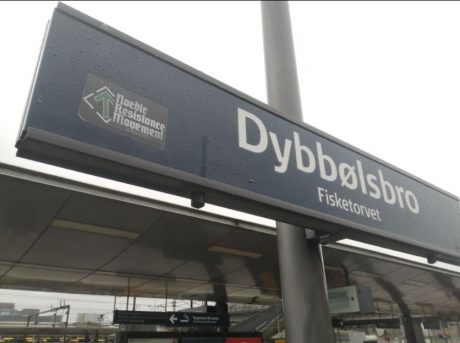 Nordic
Resistance
Movement
Dybbølsbro
Fisketorvet